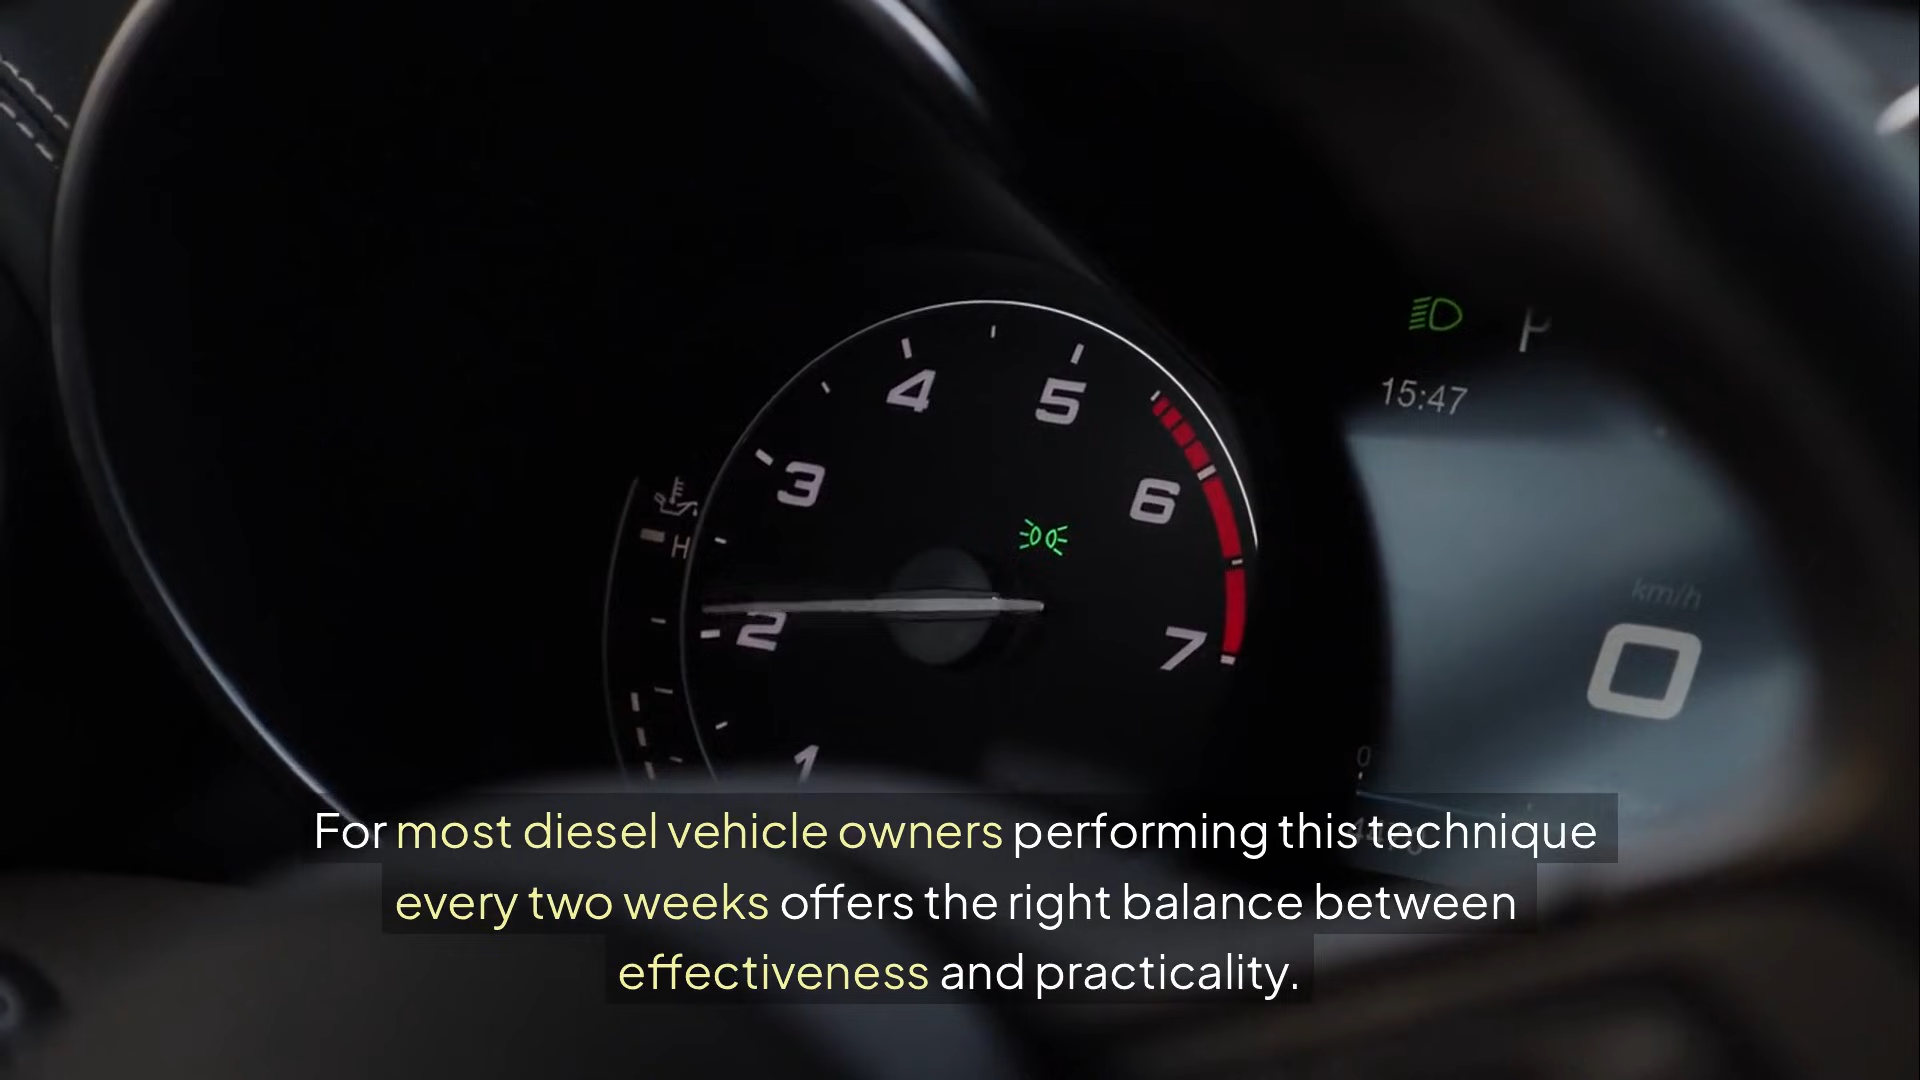 4
5
15:47
3
6
H
km/h
2
7
0
1
0
For most diesel vehicle owners performing this technique
every two weeks offers the right balance between
effectiveness and practicality.